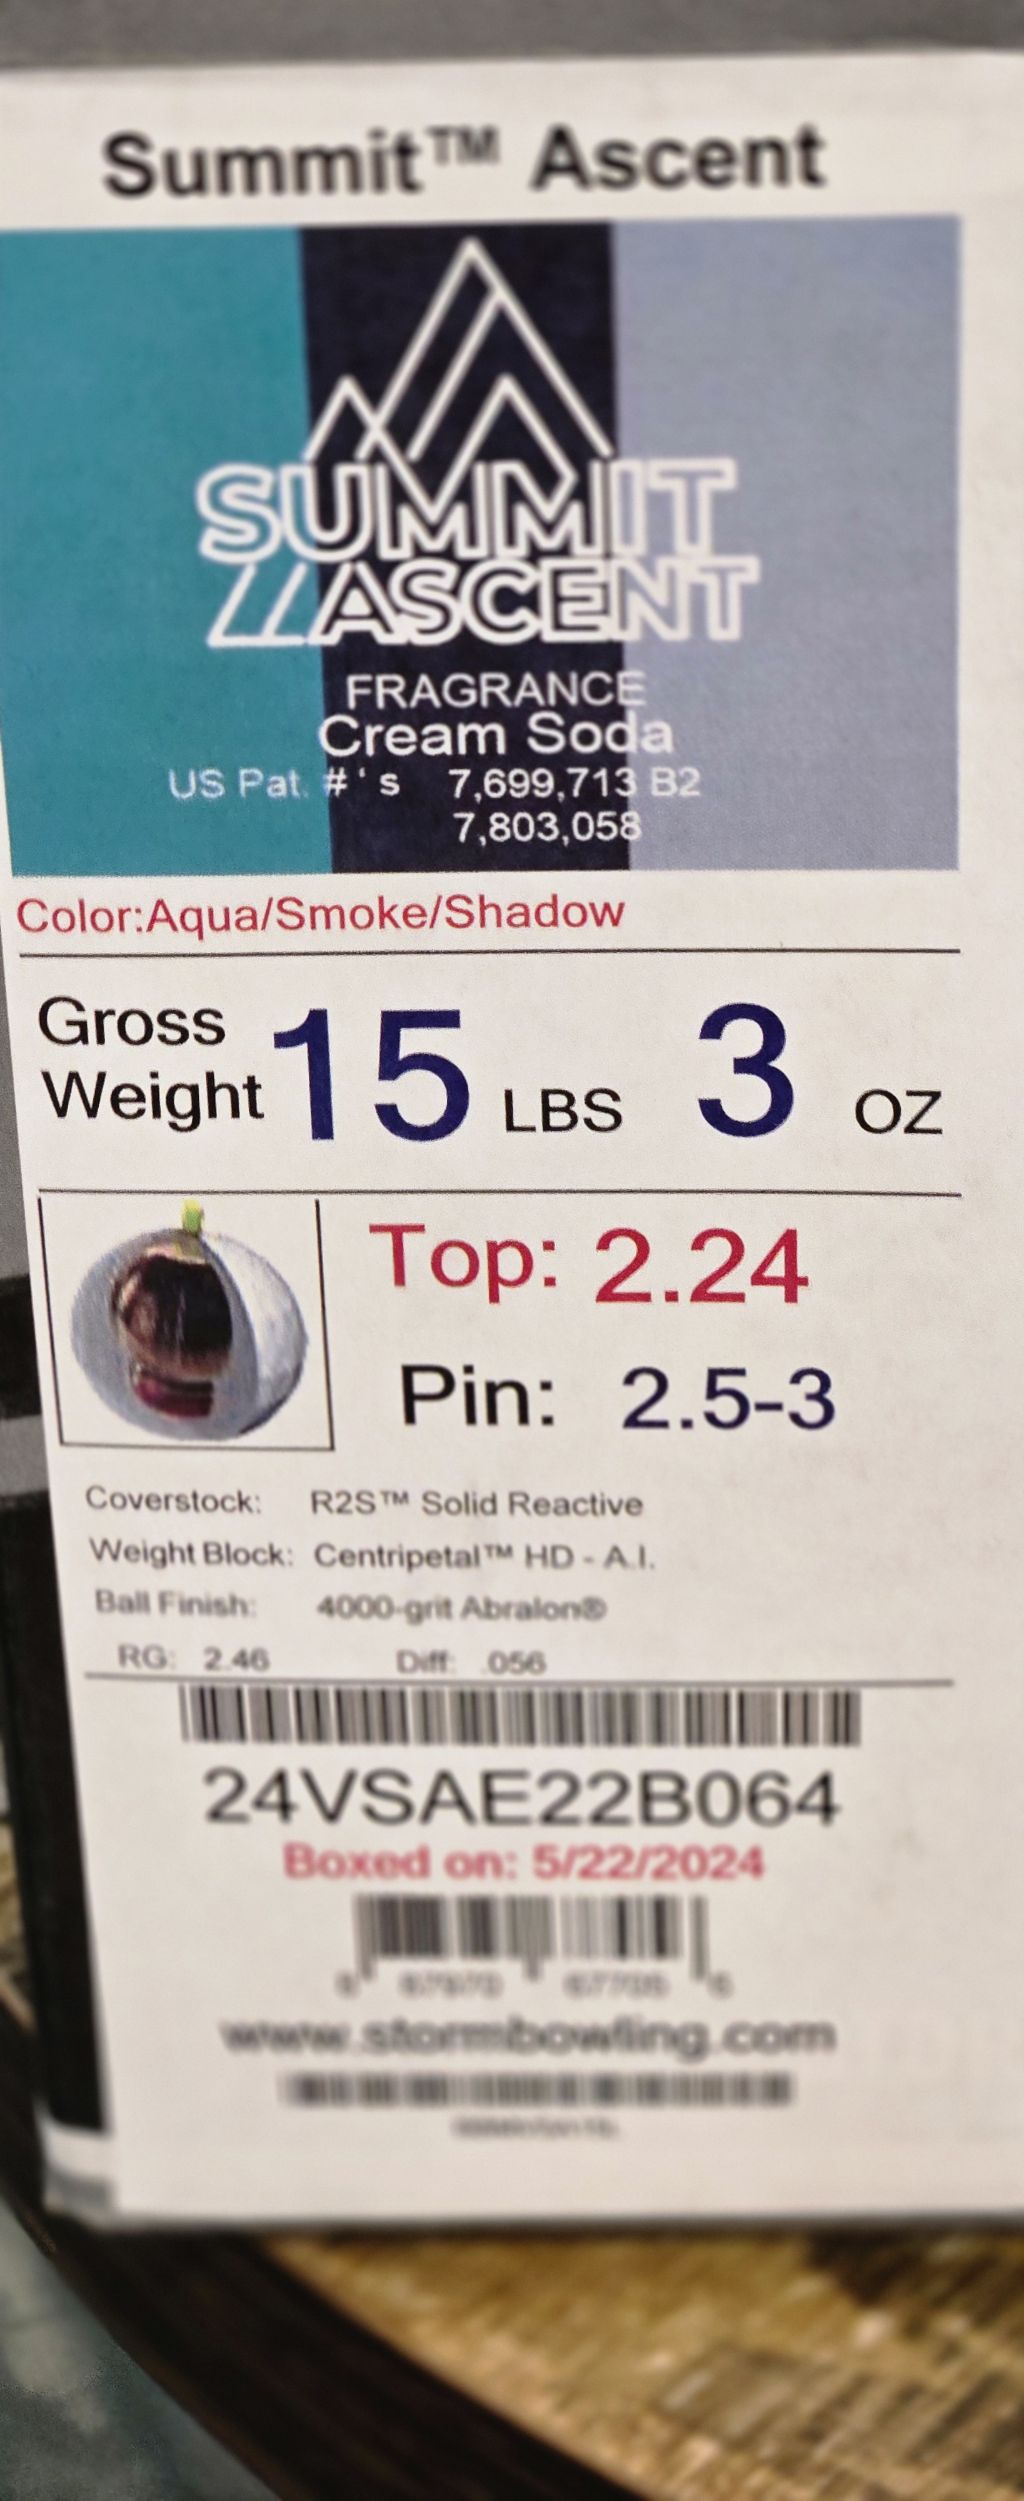 Summit™ Ascent
SUMMIT
ASCENT
FRAGRANCE
Cream Soda
US Pat. #'s 7,699,713 B2
7,803,058
Color:Aqua/Smoke/Shadow
Gross Weight 15 LBS 3 OZ
Top: 2.24
Pin: 2.5-3
Coverstock: R2S™ Solid Reactive
Weight Block: Centripetal™ HD - A.I.
Ball Finish: 4000-grit Abralon®
RG: 2.46 Diff: .056
24VSAE22B064
Boxed on: 5/22/2024
www.stormbowling.com